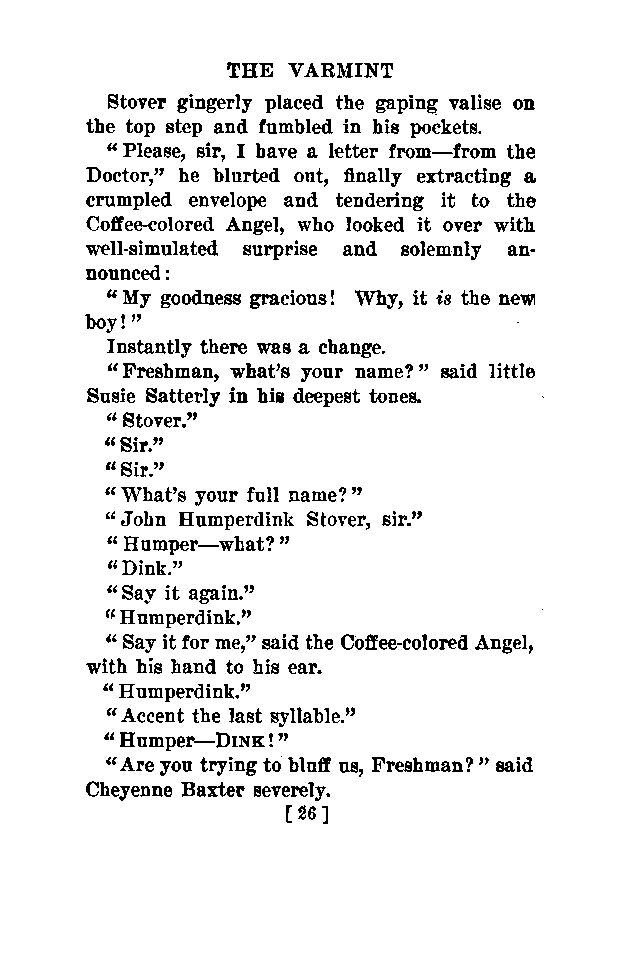 THE VARMINT
Stover gingerly placed the gaping valise on
the top step and fumbled in his pockets.
“Please, sir, I have a letter from—from the
Doctor,” he blurted out, finally extracting a
crumpled envelope and tendering it to the
Coffee-colored Angel, who looked it over with
well-simulated surprise and solemnly an-
nounced:
“My goodness gracious! Why, it is the new
boy!”
Instantly there was a change.
“Freshman, what’s your name?” said little
Susie Satterly in his deepest tones.
“Stover.”
“Sir.”
“Sir.”
“What’s your full name?”
“John Humperdink Stover, sir.”
“Humper—what?”
“Dink.”
“Say it again.”
“Humperdink.”
“Say it for me,” said the Coffee-colored Angel,
with his hand to his ear.
“Humperdink.”
“Accent the last syllable.”
“Humper—DINK!”
“Are you trying to bluff us, Freshman?” said
Cheyenne Baxter severely.
[26]